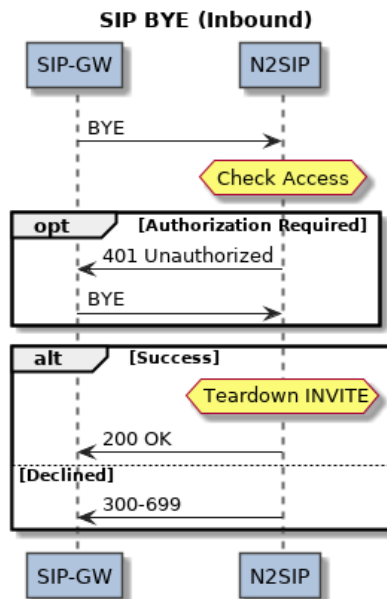 SIP BYE (Inbound)
SIP-GW N2SIP
BYE
Check Access
opt [Authorization Required]
401 Unauthorized
BYE
alt [Success]
Teardown INVITE
200 OK
[Declined]
300-699
SIP-GW N2SIP